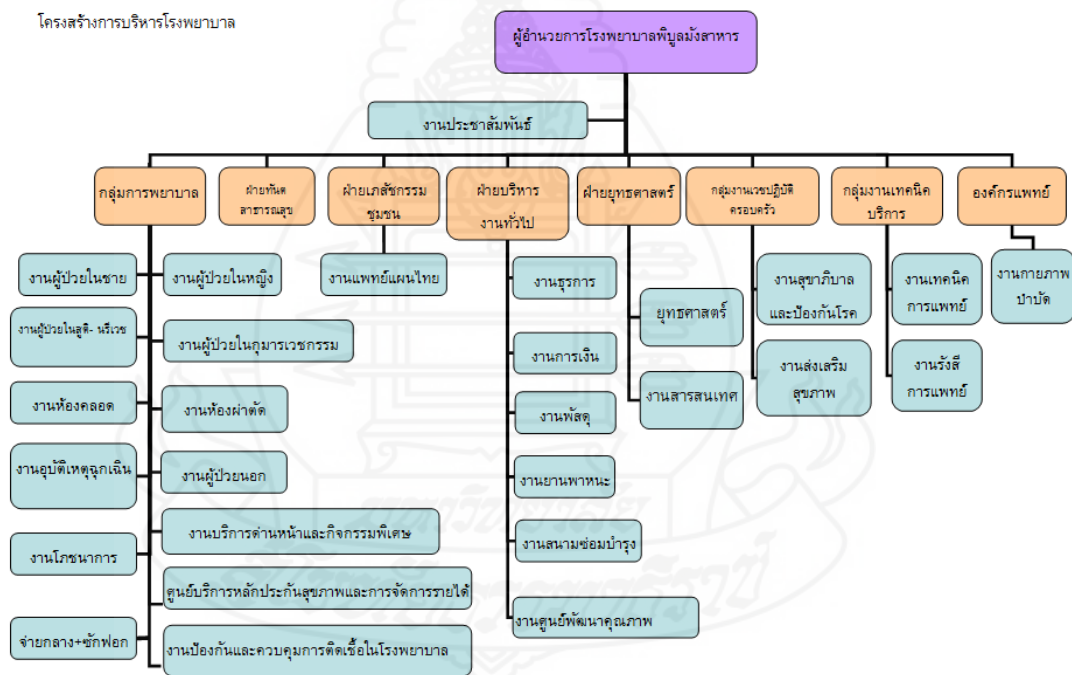 โครงสร้างการบริหารโรงพยาบาล
ผู้อำนวยการโรงพยาบาลพิบูลมังสาหาร
งานประชาสัมพันธ์
กลุ่มการพยาบาล
ฝ่ายทันต
สาธารณสุข
ฝ่ายเภสัชกรรม
ชุมชน
ฝ่ายบริหาร
งานทั่วไป
ฝ่ายยุทธศาสตร์
กลุ่มงานเวชปฏิบัติ
ครอบครัว
กลุ่มงานเทคนิค
บริการ
องค์กรแพทย์
งานผู้ป่วยในชาย
งานผู้ป่วยในหญิง
งานผู้ป่วยในสูติ- นรีเวช
งานผู้ป่วยในกุมารเวชกรรม
งานห้องคลอด
งานห้องผ่าตัด
งานอุบัติเหตุฉุกเฉิน
งานผู้ป่วยนอก
งานบริการด่านหน้าและกิจกรรมพิเศษ
งานโภชนาการ
ศูนย์บริการหลักประกันสุขภาพและการจัดการรายได้
จ่ายกลาง+ซักฟอก
งานป้องกันและควบคุมการติดเชื้อในโรงพยาบาล
งานแพทย์แผนไทย
งานธุรการ
งานการเงิน
งานพัสดุ
งานยานพาหนะ
งานสนามซ่อมบำรุง
งานศูนย์พัฒนาคุณภาพ
ยุทธศาสตร์
งานสารสนเทศ
งานสุขาภิบาล
และป้องกันโรค
งานส่งเสริม
สุขภาพ
งานเทคนิค
การแพทย์
งานรังสี
การแพทย์
งานกายภาพ
บำบัด
มหาวิทยาลัย
สุโขทัยธรรมาธิราช